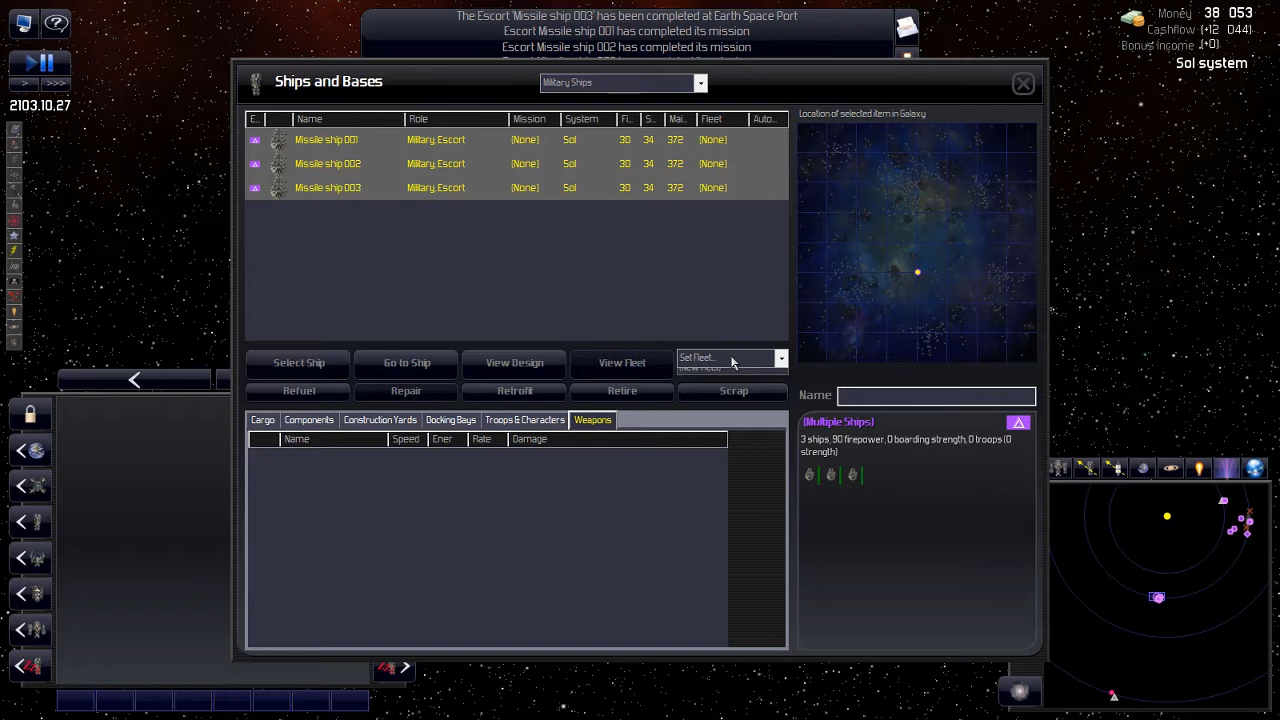 The Escort 'Missile ship 003' has been completed at Earth Space Port
Escort Missile ship 001 has completed its mission
Escort Missile ship 002 has completed its mission
Money 38 053
Cashflow (+12 044)
Bonus Income (+0)
Sol system
> >>>
2103.10.27
Ships and Bases
Military Ships
E... Name Role Mission System Fi... S... Mai... Fleet Auto...
Missile ship 001 Military, Escort (None) Sol 30 34 372 (None)
Missile ship 002 Military, Escort (None) Sol 30 34 372 (None)
Missile ship 003 Military, Escort (None) Sol 30 34 372 (None)
Location of selected item in Galaxy
Select Ship Go to Ship View Design View Fleet Set Fleet...
Refuel Repair Retrofit Retire Scrap
Name
Cargo Components Construction Yards Docking Bays Troops & Characters Weapons
Name Speed Ener Rate Damage
(Multiple Ships)
3 ships, 90 firepower, 0 boarding strength, 0 troops (0
strength)